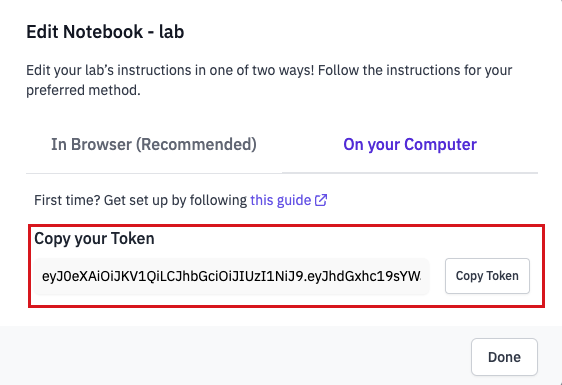 Edit Notebook - lab
Edit your lab's instructions in one of two ways! Follow the instructions for your
preferred method.
In Browser (Recommended)
On your Computer
First time? Get set up by following this guide
Copy your Token
eyJ0eXAiOiJKV1QiLCJhbGciOiJIUzI1NiJ9.eyJhdGxhc19sYW
Copy Token
Done